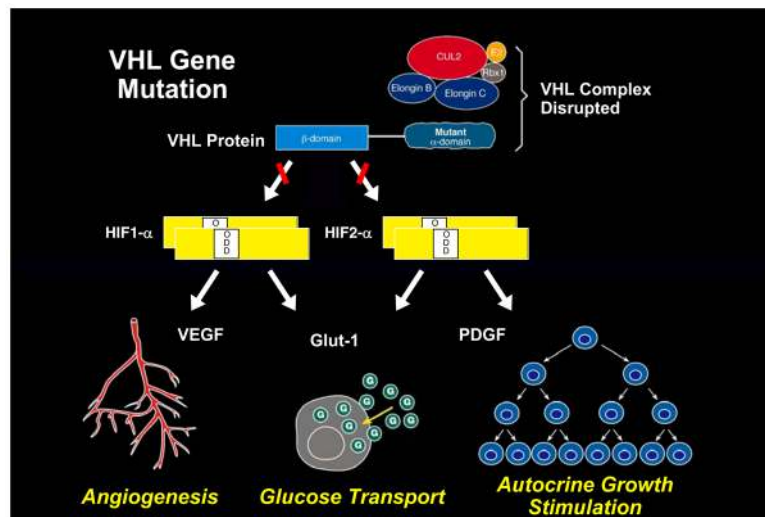 VHL Gene
Mutation
CUL2
E2
Rbx1
Elongin B
Elongin C
VHL Complex
Disrupted
VHL Protein
β-domain
Mutant
α-domain
HIF1-α
O
O
D
D
HIF2-α
O
O
D
D
VEGF
Glut-1
PDGF
G
G
G
G
G
G
G
G
G
G
G
G
Angiogenesis
Glucose Transport
Autocrine Growth
Stimulation